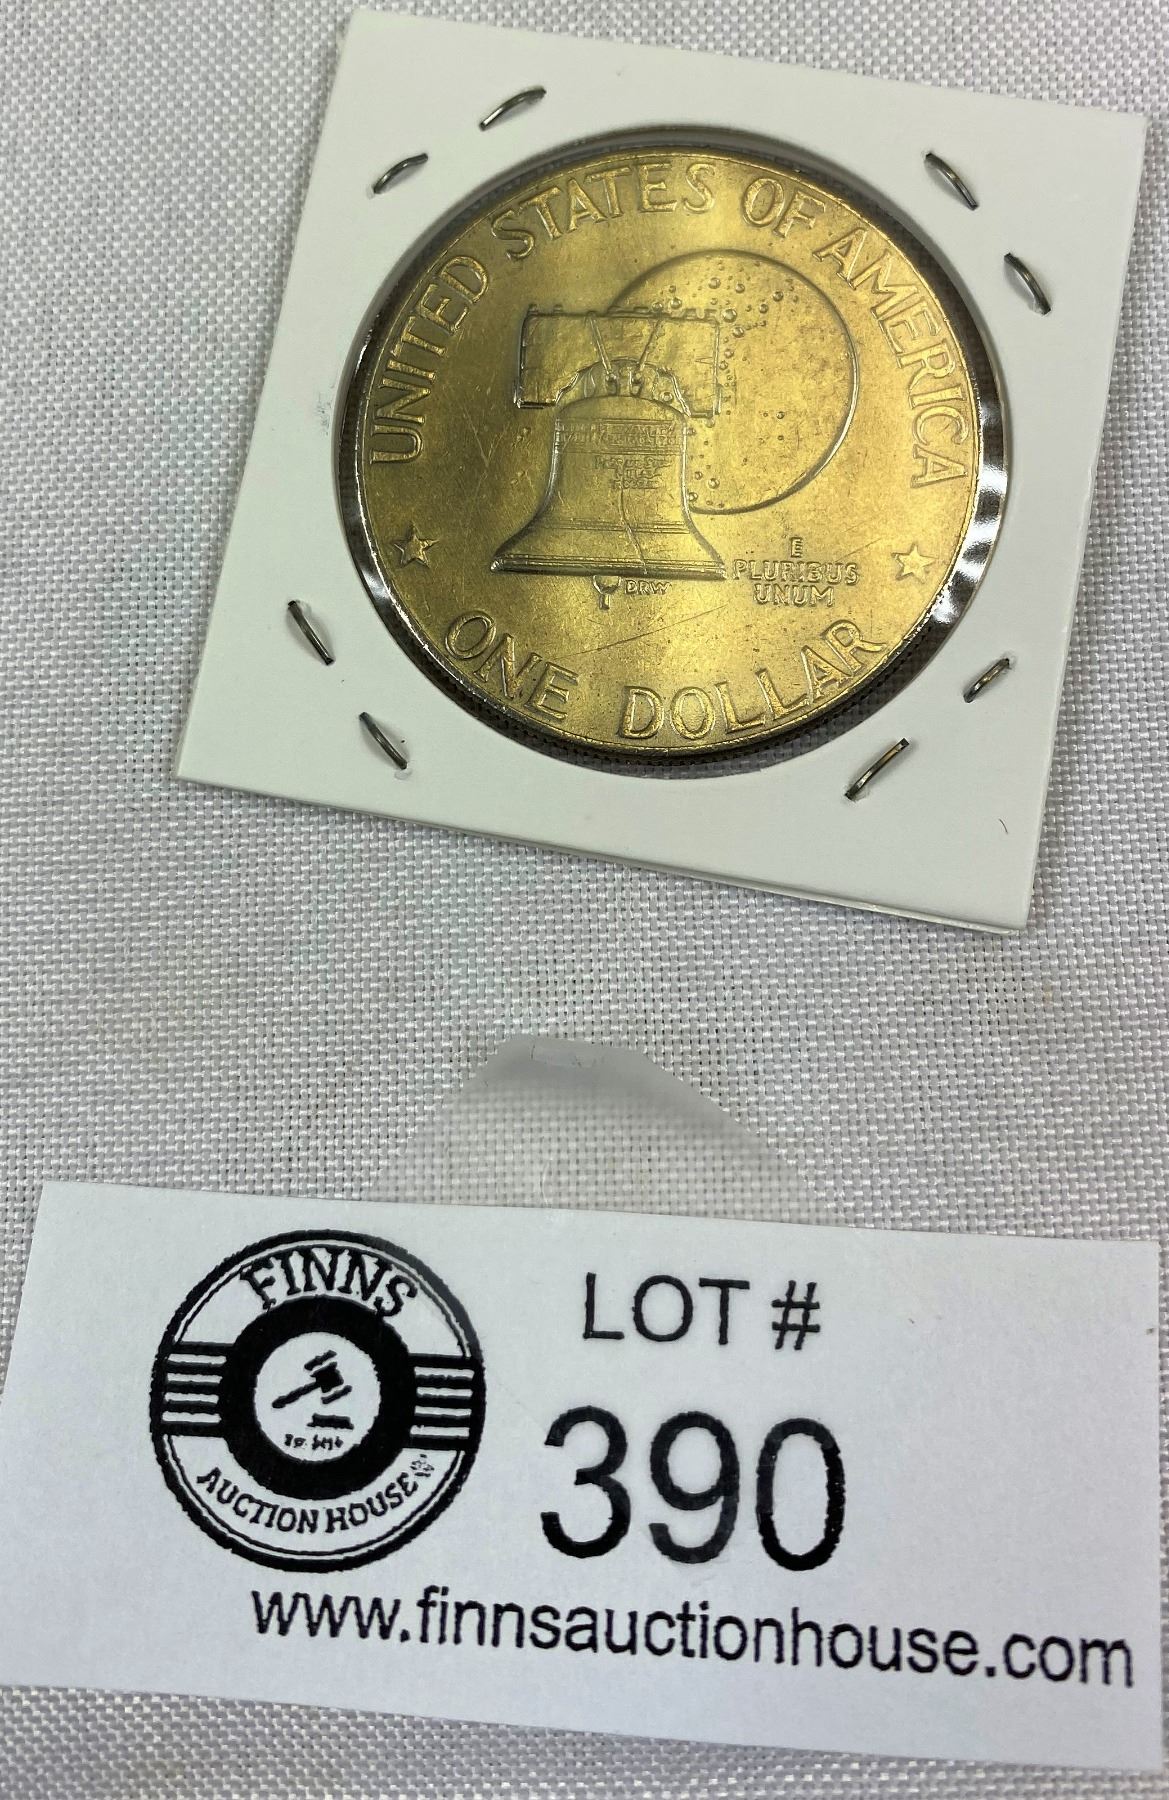 UNITED STATES OF AMERICA
E
PLURIBUS
UNUM
DRW
ONE DOLLAR
FINNS
AUCTION HOUSE
LOT #
390
www.finnsauctionhouse.com